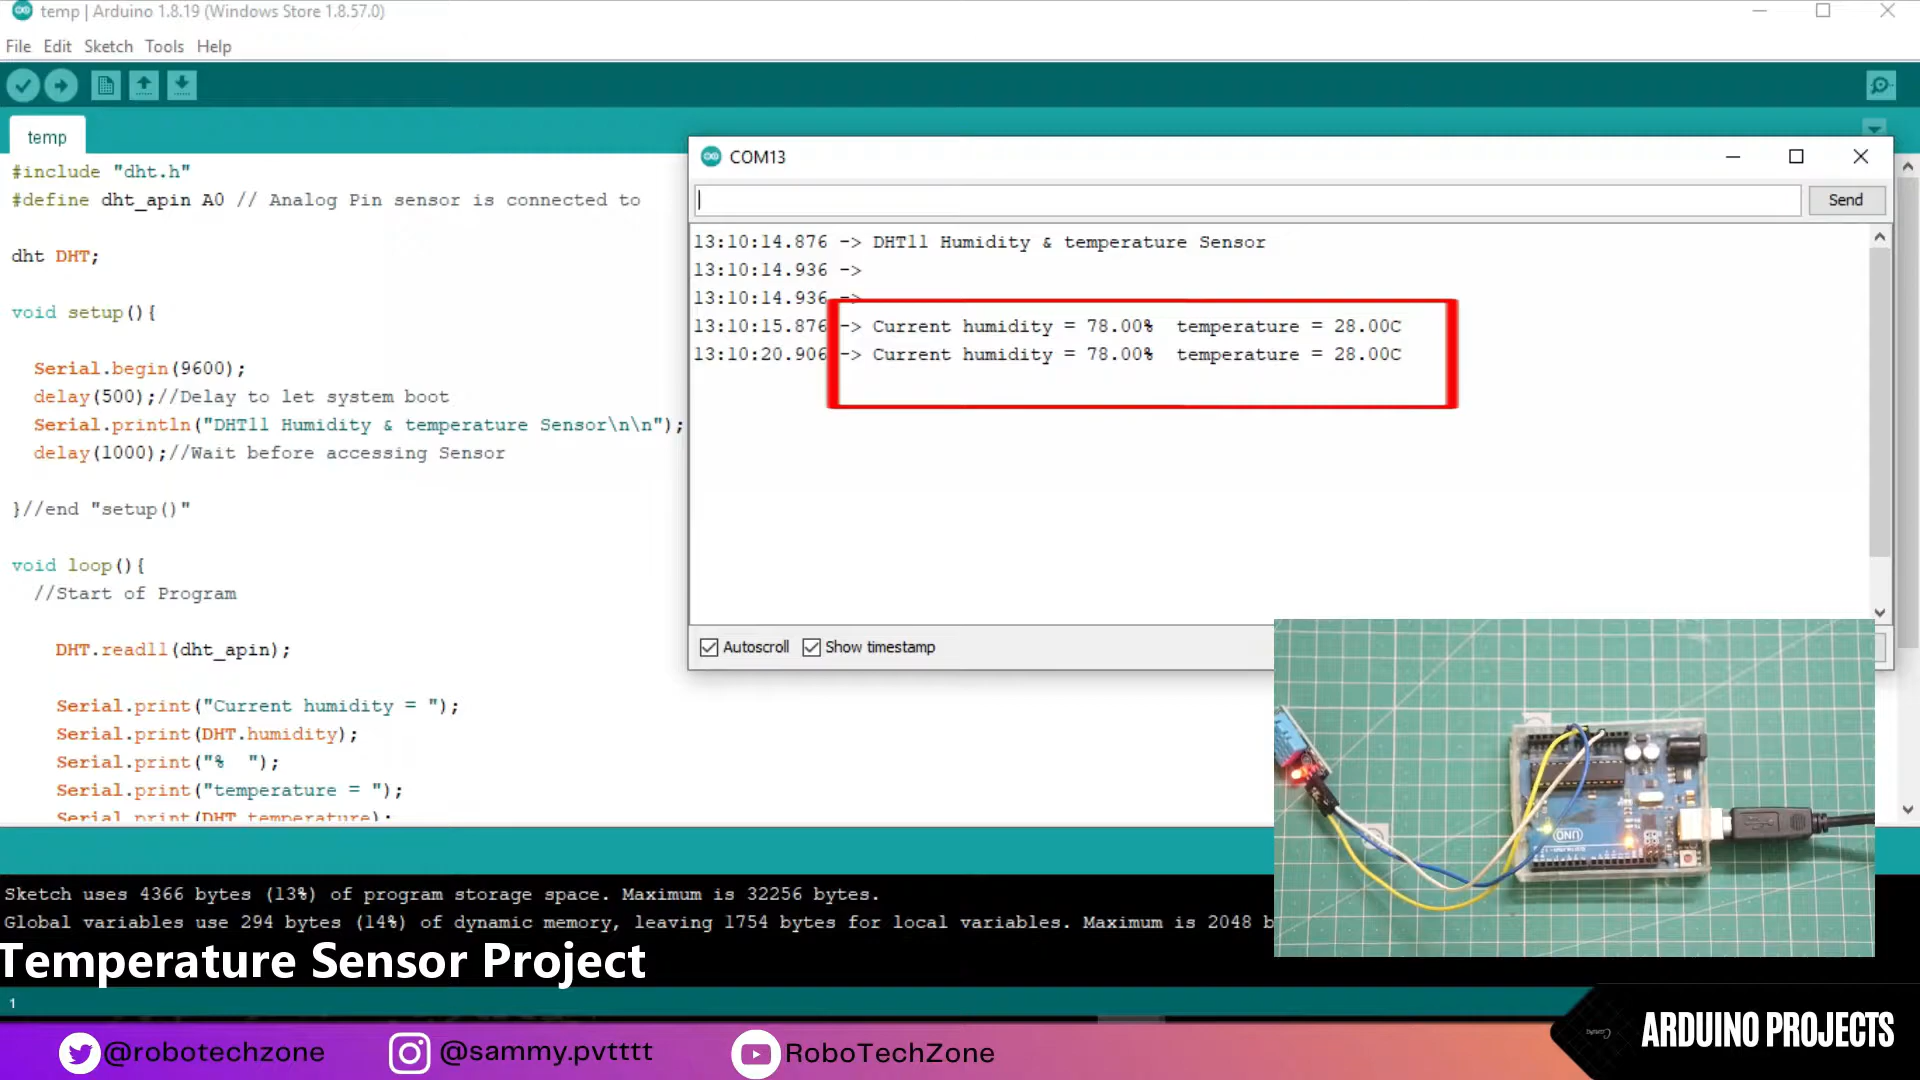 temp | Arduino 1.8.19 (Windows Store 1.8.57.0)
File Edit Sketch Tools Help
temp
#include "dht.h"
#define dht_apin A0 // Analog Pin sensor is connected to
dht DHT;
void setup(){
Serial.begin(9600);
delay(500);//Delay to let system boot
Serial.println("DHT11 Humidity & temperature Sensor\n\n");
delay(1000);//Wait before accessing Sensor
}//end "setup()"
void loop(){
//Start of Program
DHT.read11(dht_apin);
Serial.print("Current humidity = ");
Serial.print(DHT.humidity);
Serial.print("%  ");
Serial.print("temperature = ");
Serial.print(DHT.temperature);
COM13
Send
13:10:14.876 -> DHT11 Humidity & temperature Sensor
13:10:14.936 ->
13:10:14.936 ->
13:10:15.876 -> Current humidity = 78.00%  temperature = 28.00C
13:10:20.906 -> Current humidity = 78.00%  temperature = 28.00C
Autoscroll Show timestamp
UNO
Sketch uses 4366 bytes (13%) of program storage space. Maximum is 32256 bytes.
Global variables use 294 bytes (14%) of dynamic memory, leaving 1754 bytes for local variables. Maximum is 2048 b
Temperature Sensor Project
1
@robotechzone @sammy.pvtttt RoboTechZone
ARDUINO PROJECTS